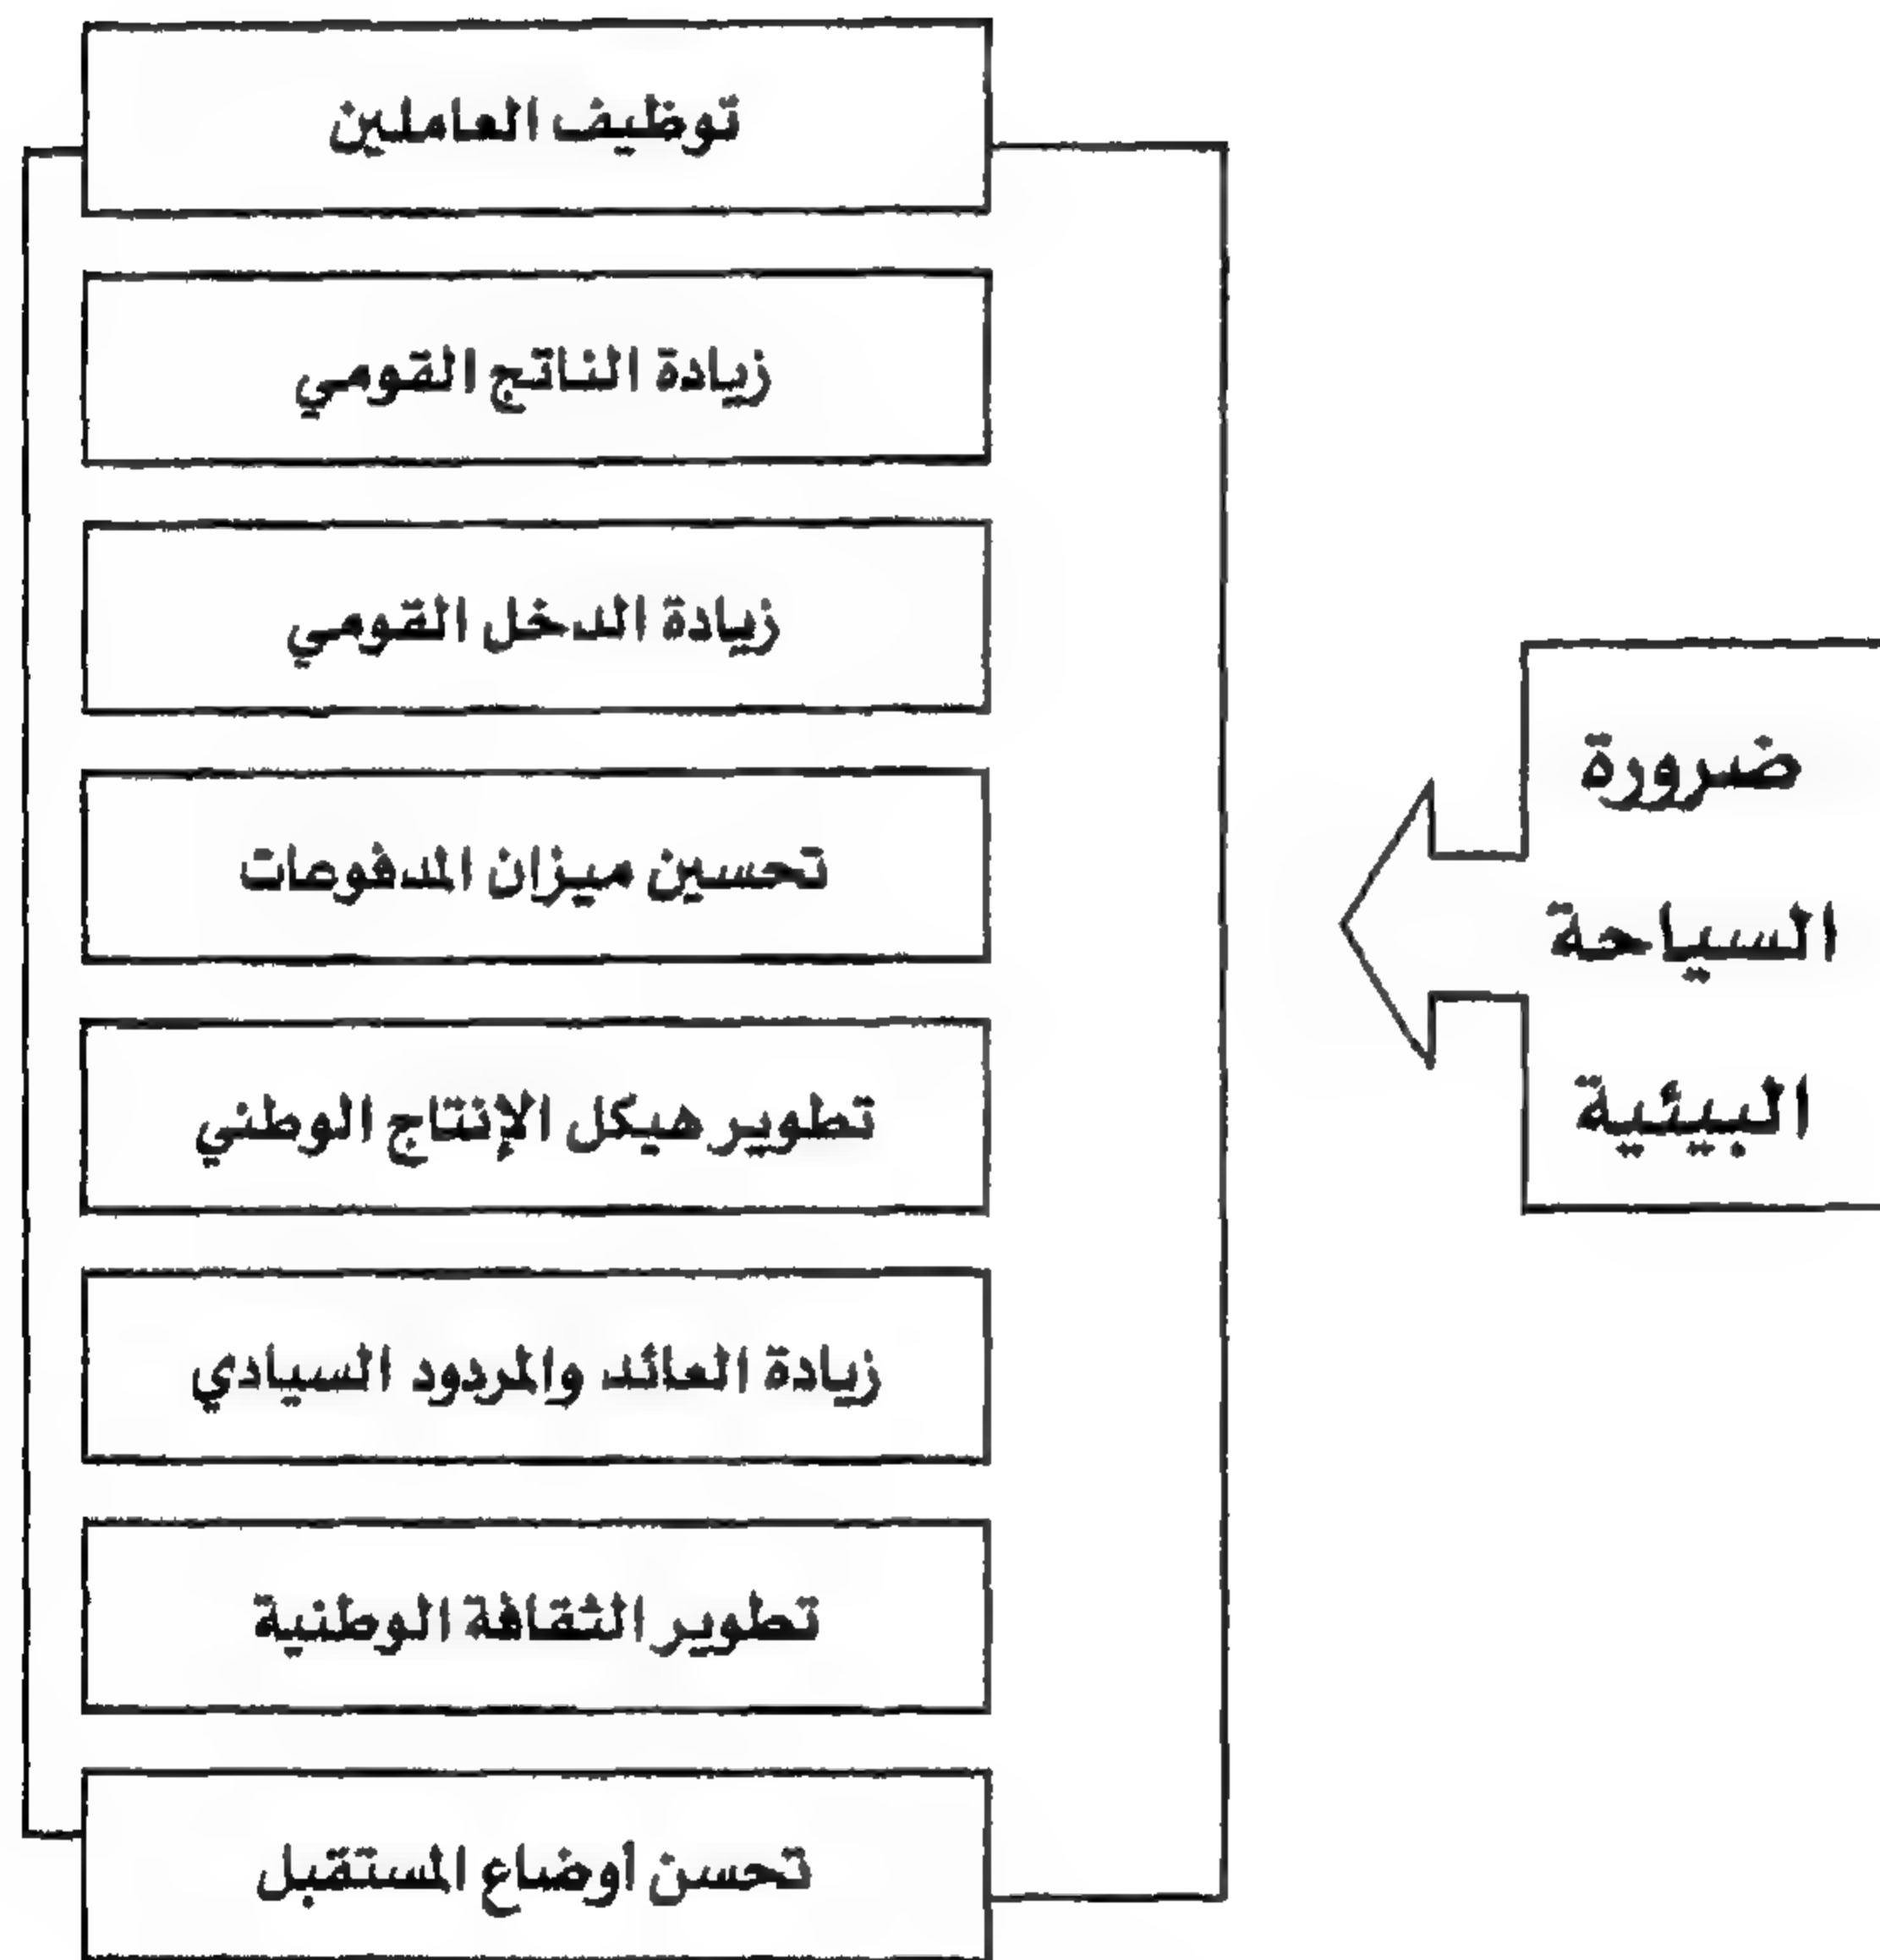 ضرورة
السياحة
البيئية
توظيف العاملين
زيادة الناتج القومي
زيادة الدخل القومي
تحسين ميزان المدفوعات
تطوير هيكل الإنتاج الوطني
زيادة العائد والمردود السيادي
تطوير الثقافة الوطنية
تحسن اوضاع المستقبل